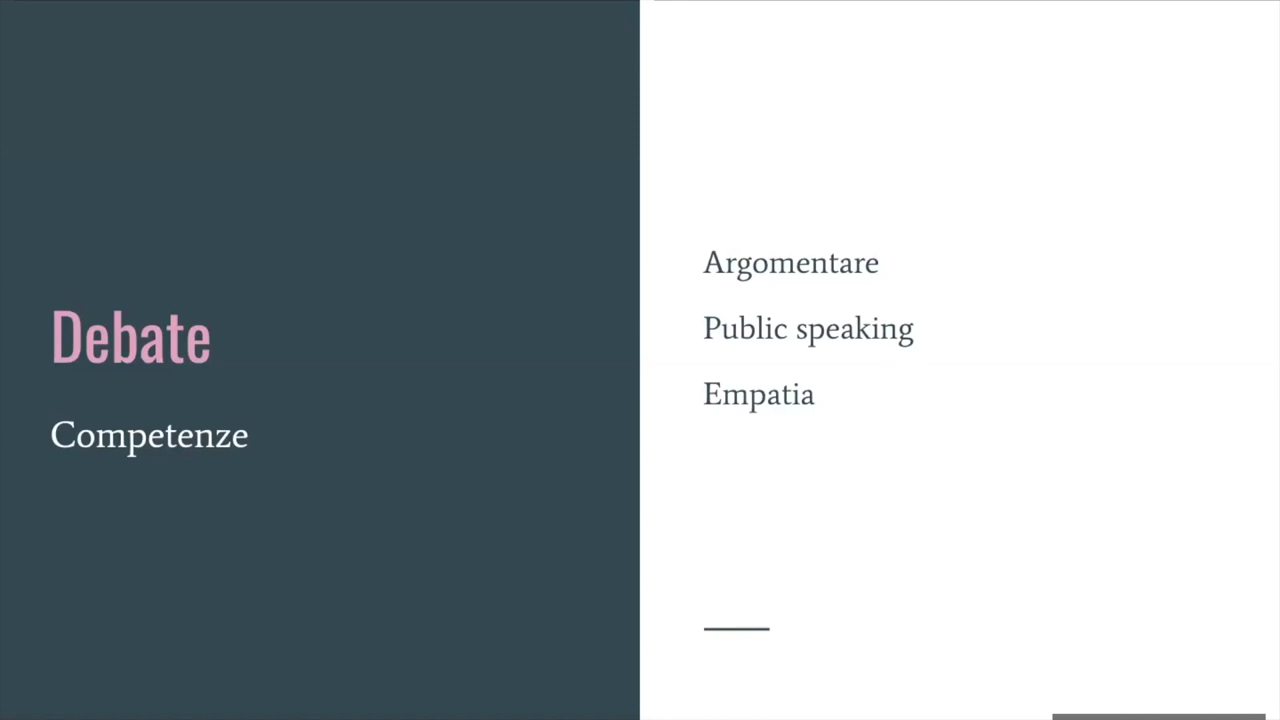 Debate
Competenze
Argomentare
Public speaking
Empatia